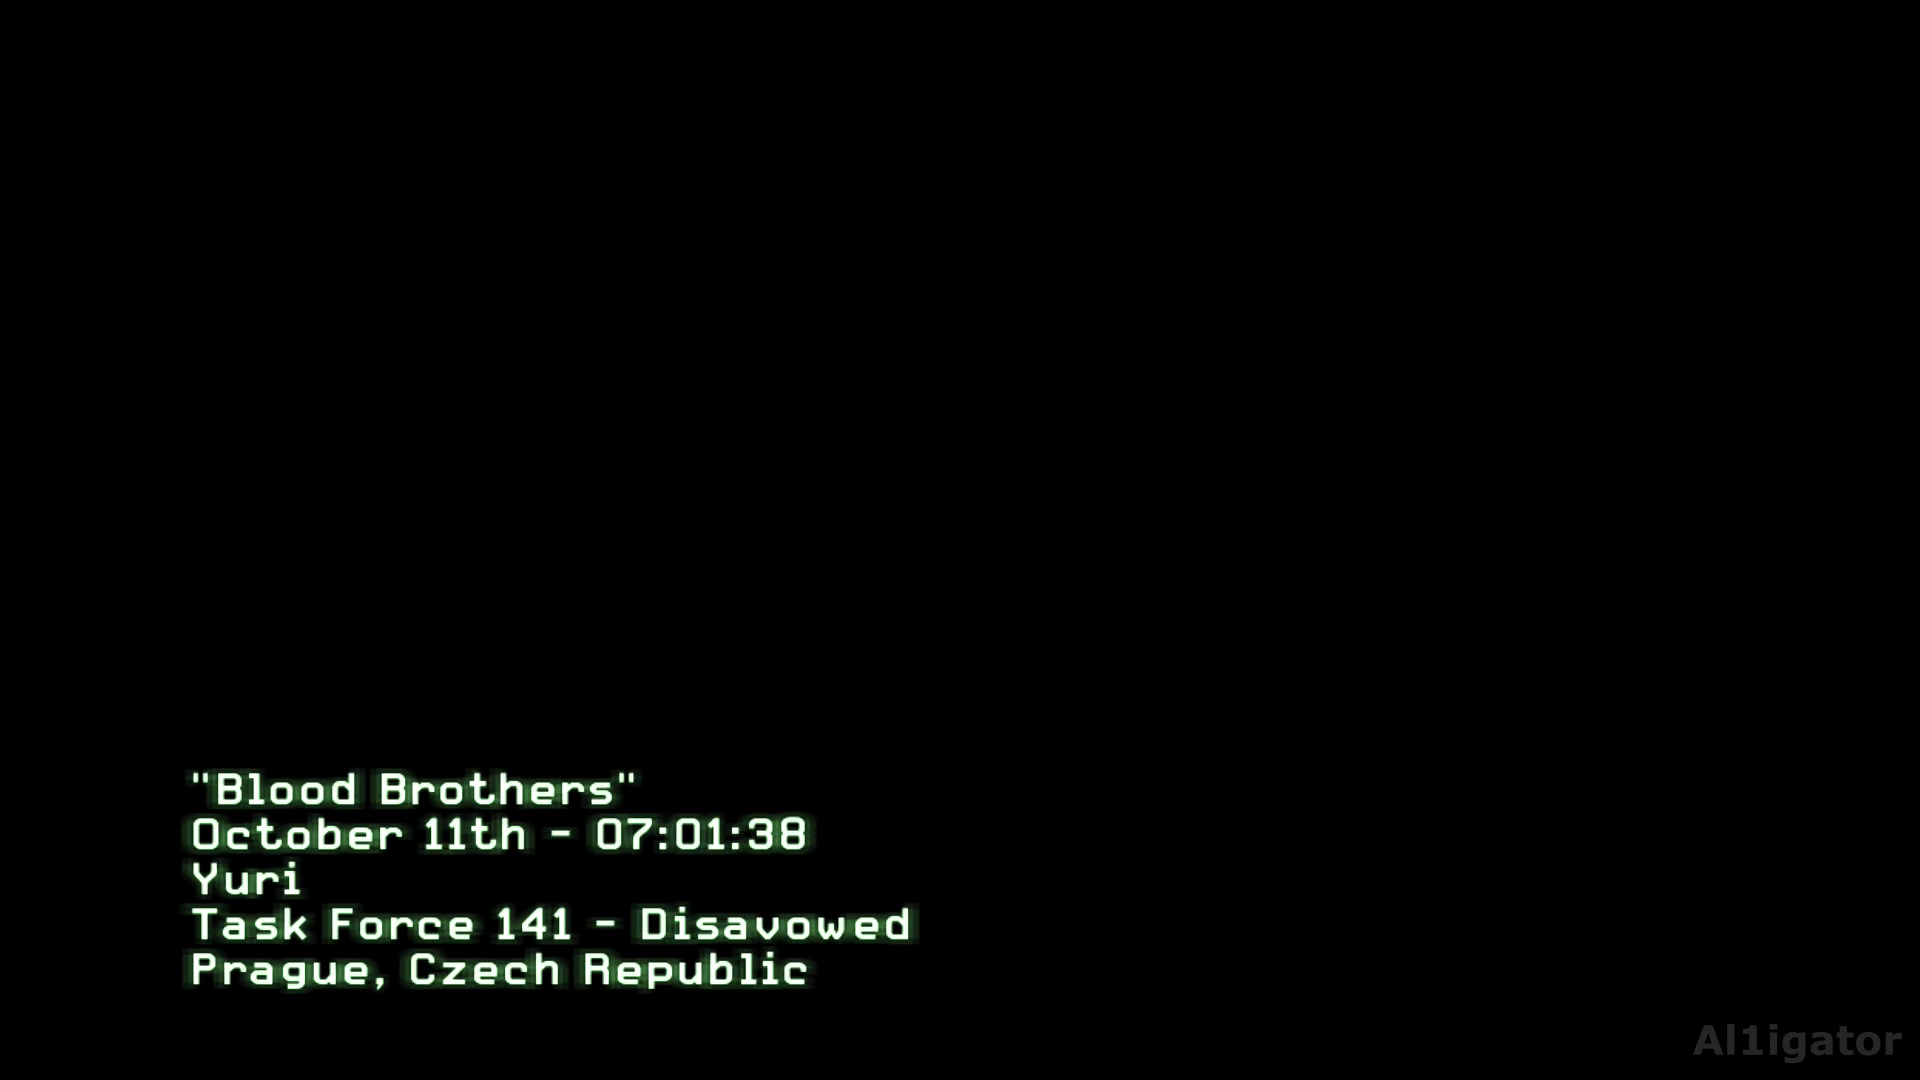 "Blood Brothers"
October 11th - 07:01:38
Yuri
Task Force 141 - Disavowed
Prague, Czech Republic
Al1igator